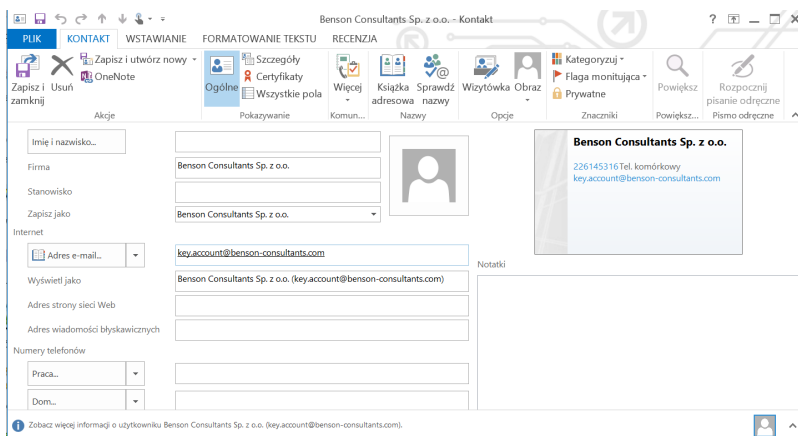 Benson Consultants Sp. z o.o. - Kontakt
PLIK KONTAKT WSTAWIANIE FORMATOWANIE TEKSTU RECENZJA
Zapisz i zamknij
Usuń
Zapisz i utwórz nowy
OneNote
Akcje
Ogólne
Szczegóły
Certyfikaty
Wszystkie pola
Pokazywanie
Więcej
Komun...
Książka adresowa
Sprawdź nazwy
Nazwy
Wizytówka
Obraz
Opcje
Kategoryzuj
Flaga monitująca
Prywatne
Znaczniki
Powiększ
Powiększ...
Rozpocznij pisanie odręczne
Pismo odręczne
Imię i nazwisko...
Firma Benson Consultants Sp. z o.o.
Stanowisko
Zapisz jako Benson Consultants Sp. z o.o.
Internet
Adres e-mail... key.account@benson-consultants.com
Wyświetl jako Benson Consultants Sp. z o.o. (key.account@benson-consultants.com)
Adres strony sieci Web
Adres wiadomości błyskawicznych
Numery telefonów
Praca...
Dom...
Benson Consultants Sp. z o.o.
226145316 Tel. komórkowy
key.account@benson-consultants.com
Notatki
Zobacz więcej informacji o użytkowniku Benson Consultants Sp. z o.o. (key.account@benson-consultants.com).